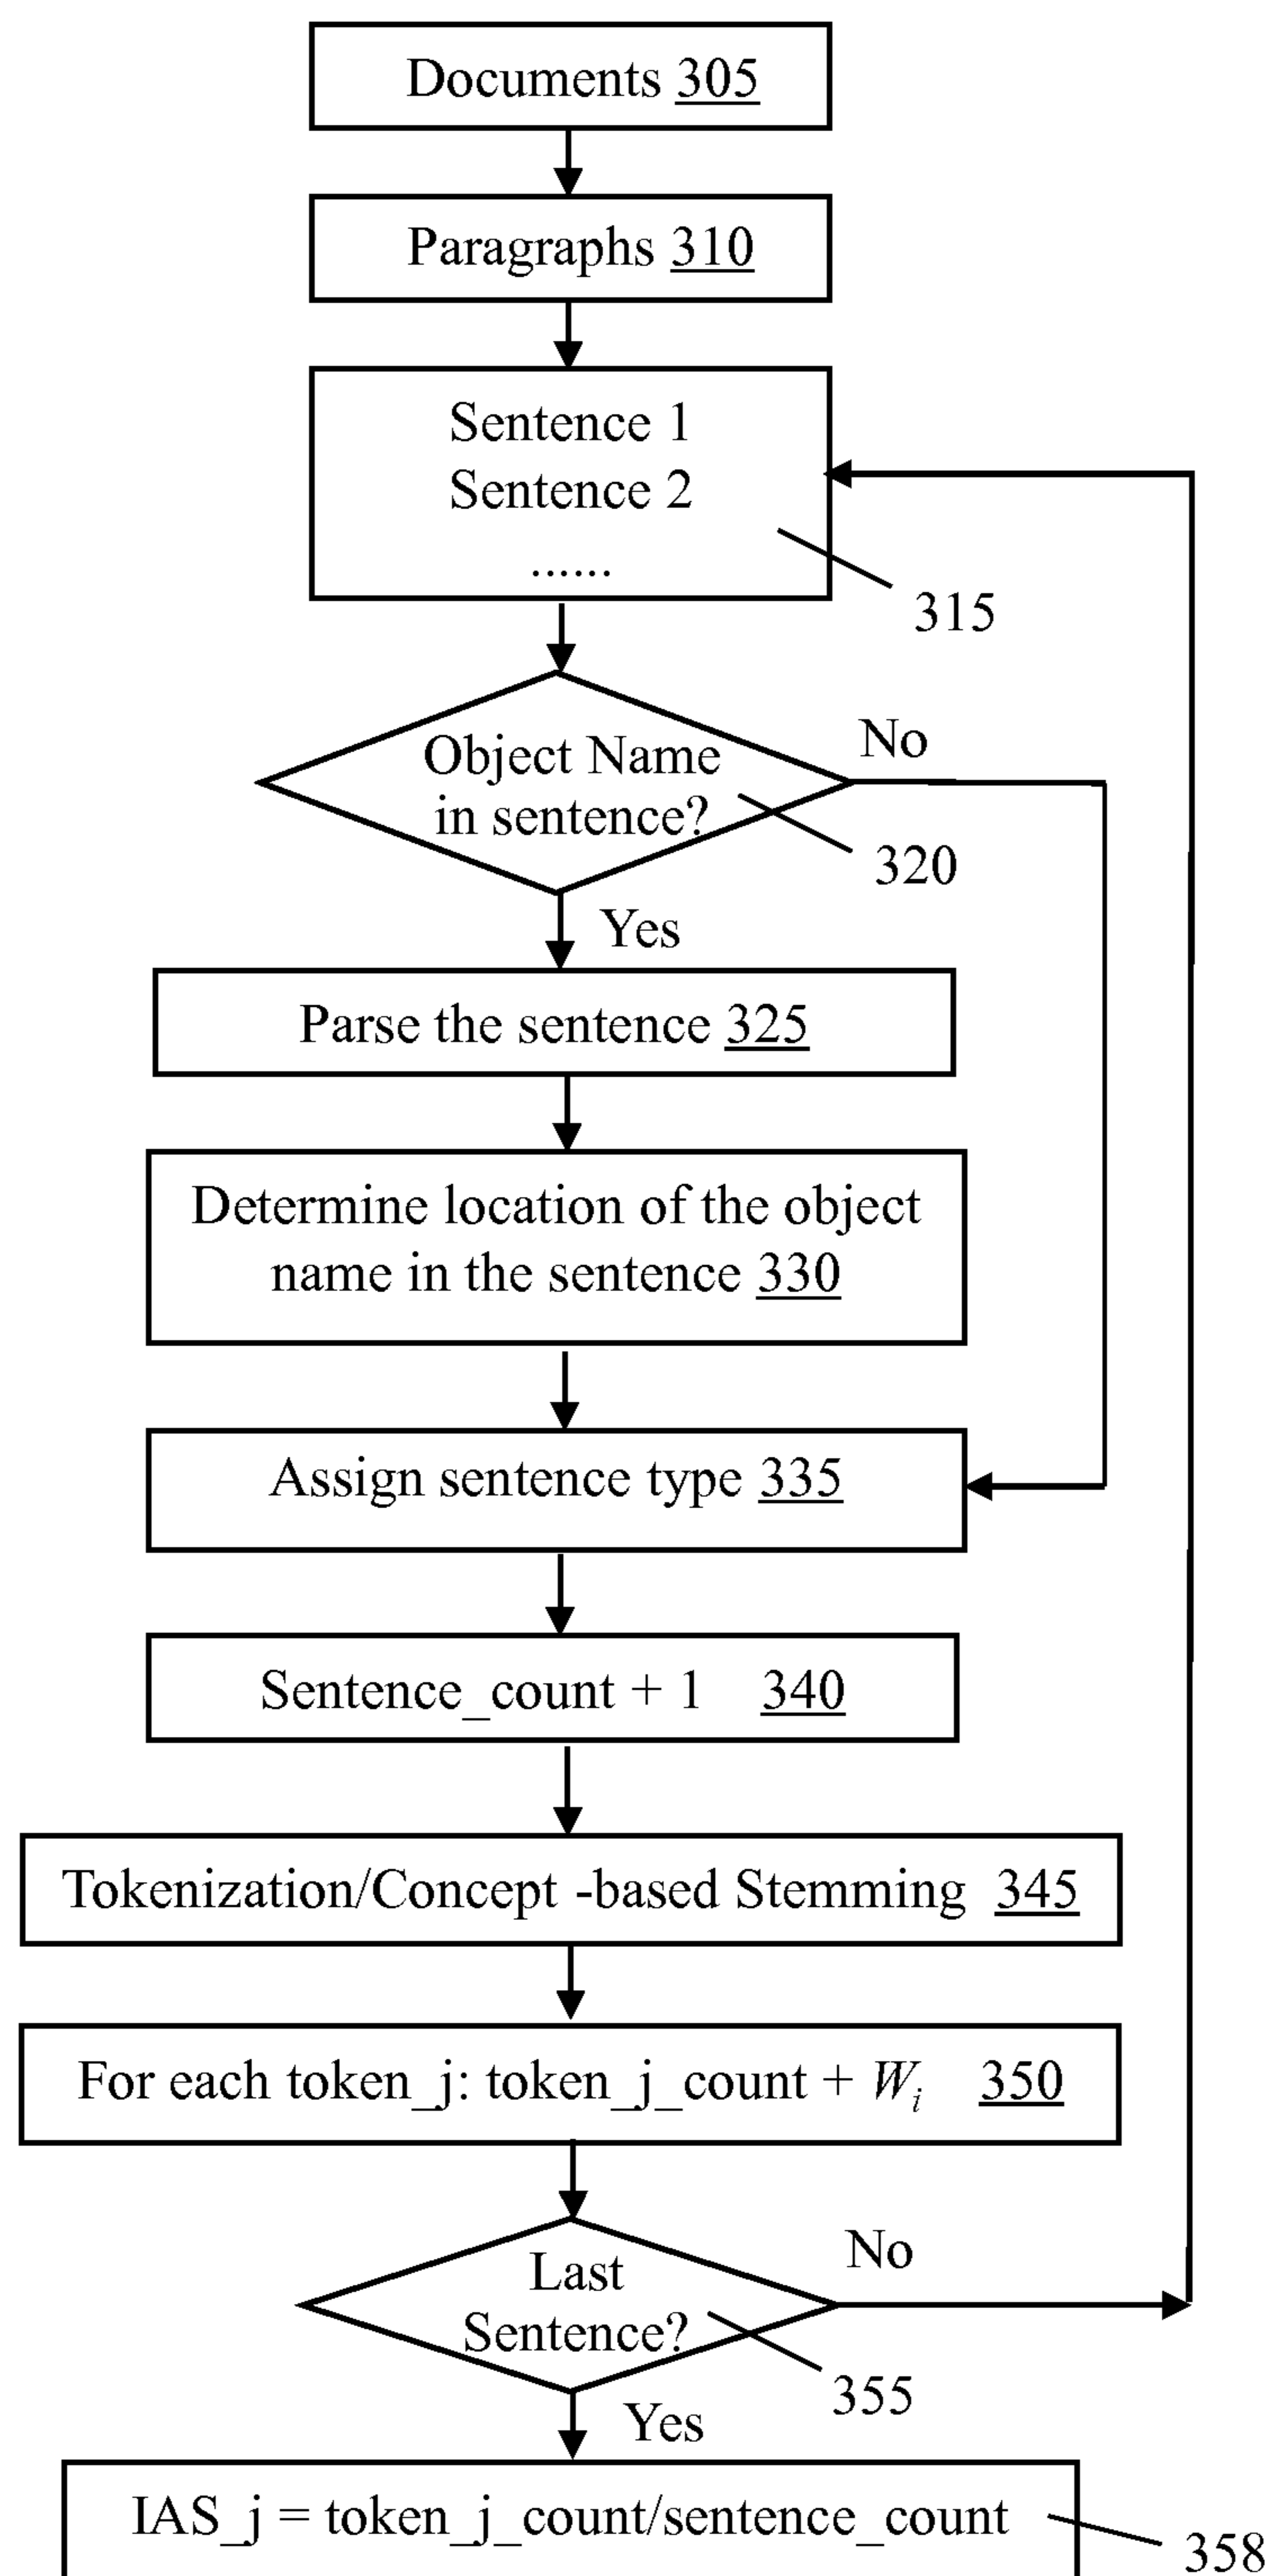 Documents 305
Paragraphs 310
Sentence 1
Sentence 2
......
315
Object Name
in sentence?
No
320
Yes
Parse the sentence 325
Determine location of the object
name in the sentence 330
Assign sentence type 335
Sentence_count + 1 340
Tokenization/Concept -based Stemming 345
For each token_j: token_j_count + Wi 350
Last
Sentence?
No
355
Yes
IAS_j = token_j_count/sentence_count
358